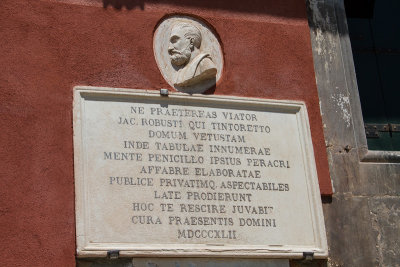 NE PRAETEREAS VIATOR
JAC. ROBUSTI QUI TINTORETTO
DOMUM VETUSTAM
INDE TABULAE INNUMERAE
MENTE PENICILLO IPSIUS PERACRI
AFFABRE ELABORATAE
PUBLICE PRIVATIMQ. ASPECTABILES
LATE PRODIERUNT
HOC TE RESCIRE JUVABIT
CURA PRAESENTIS DOMINI
MDCCCXLII